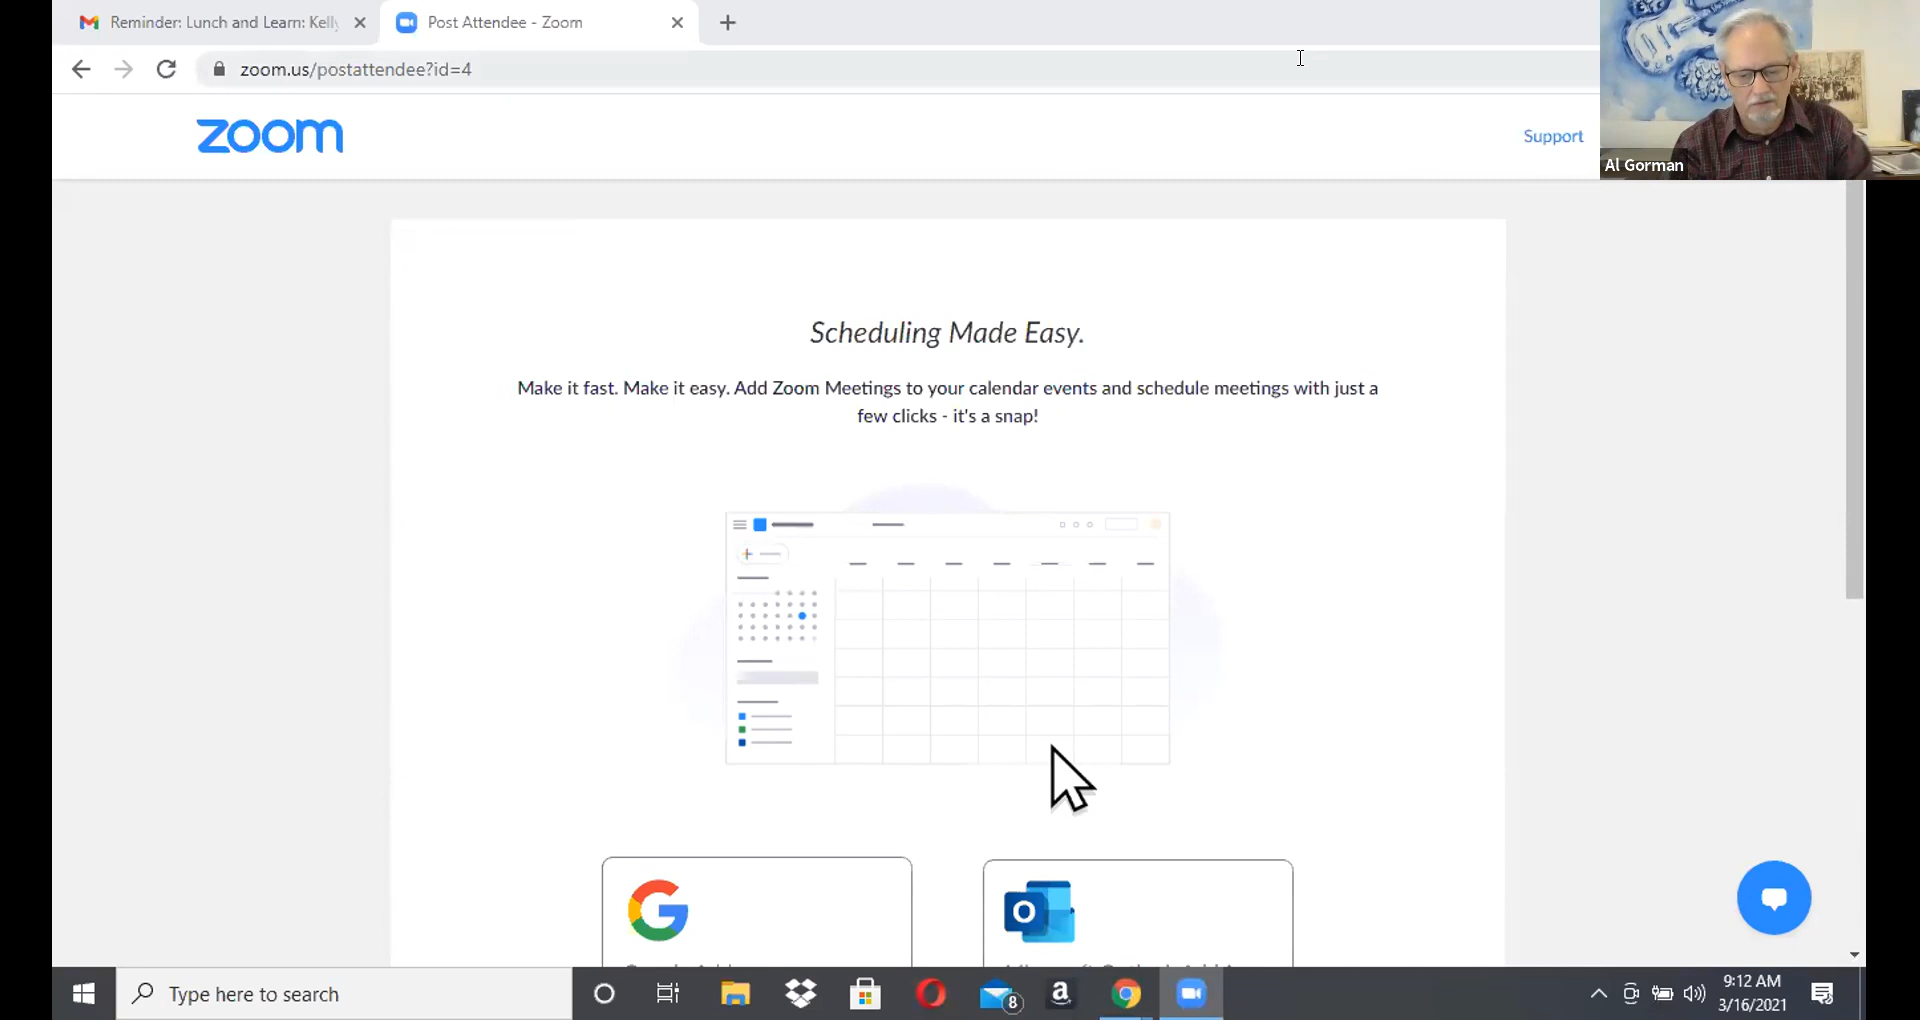 Reminder: Lunch and Learn: Kelly
Post Attendee - Zoom
zoom.us/postattendee?id=4
zoom
Support
Al Gorman
Scheduling Made Easy.
Make it fast. Make it easy. Add Zoom Meetings to your calendar events and schedule meetings with just a
few clicks - it's a snap!
Type here to search
8
9:12 AM
3/16/2021